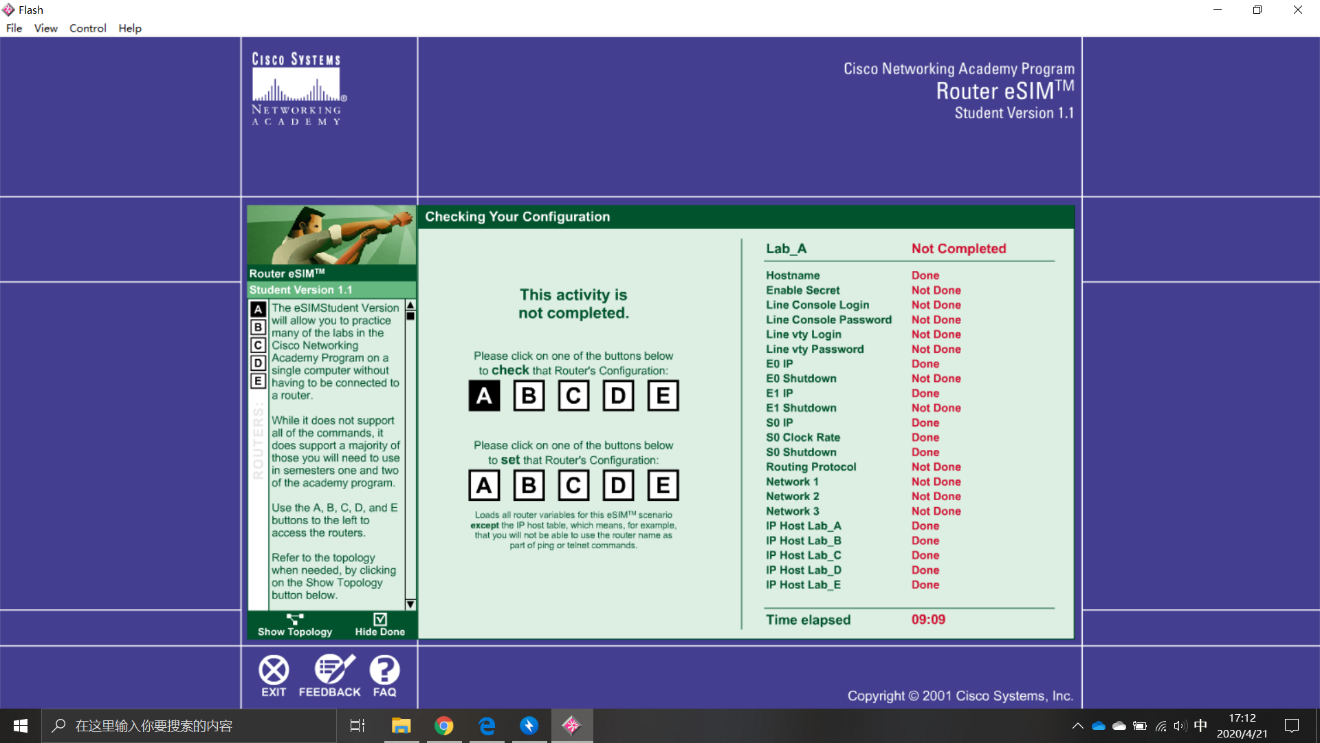 Flash
File View Control Help
CISCO SYSTEMS
NETWORKING
ACADEMY
®
Cisco Networking Academy Program
Router eSIM™
Student Version 1.1
Router eSIM™
Student Version 1.1
A
B
C
D
E
ROUTERS:
The eSIMStudent Version
will allow you to practice
many of the labs in the
Cisco Networking
Academy Program on a
single computer without
having to be connected to
a router.
While it does not support
all of the commands, it
does support a majority of
those you will need to use
in semesters one and two
of the academy program.
Use the A, B, C, D, and E
buttons to the left to
access the routers.
Refer to the topology
when needed, by clicking
on the Show Topology
button below.
Show Topology Hide Done
Checking Your Configuration
This activity is
not completed.
Please click on one of the buttons below
to check that Router's Configuration:
A B C D E
Please click on one of the buttons below
to set that Router's Configuration:
A B C D E
Loads all router variables for this eSIM™ scenario
except the IP host table, which means, for example,
that you will not be able to use the router name as
part of ping or telnet commands.
Lab_A Not Completed
Hostname Done
Enable Secret Not Done
Line Console Login Not Done
Line Console Password Not Done
Line vty Login Not Done
Line vty Password Not Done
E0 IP Done
E0 Shutdown Not Done
E1 IP Done
E1 Shutdown Not Done
S0 IP Done
S0 Clock Rate Done
S0 Shutdown Done
Routing Protocol Not Done
Network 1 Not Done
Network 2 Not Done
Network 3 Not Done
IP Host Lab_A Done
IP Host Lab_B Done
IP Host Lab_C Done
IP Host Lab_D Done
IP Host Lab_E Done
Time elapsed 09:09
EXIT FEEDBACK FAQ
Copyright © 2001 Cisco Systems, Inc.
在这里输入你要搜索的内容
中
17:12
2020/4/21